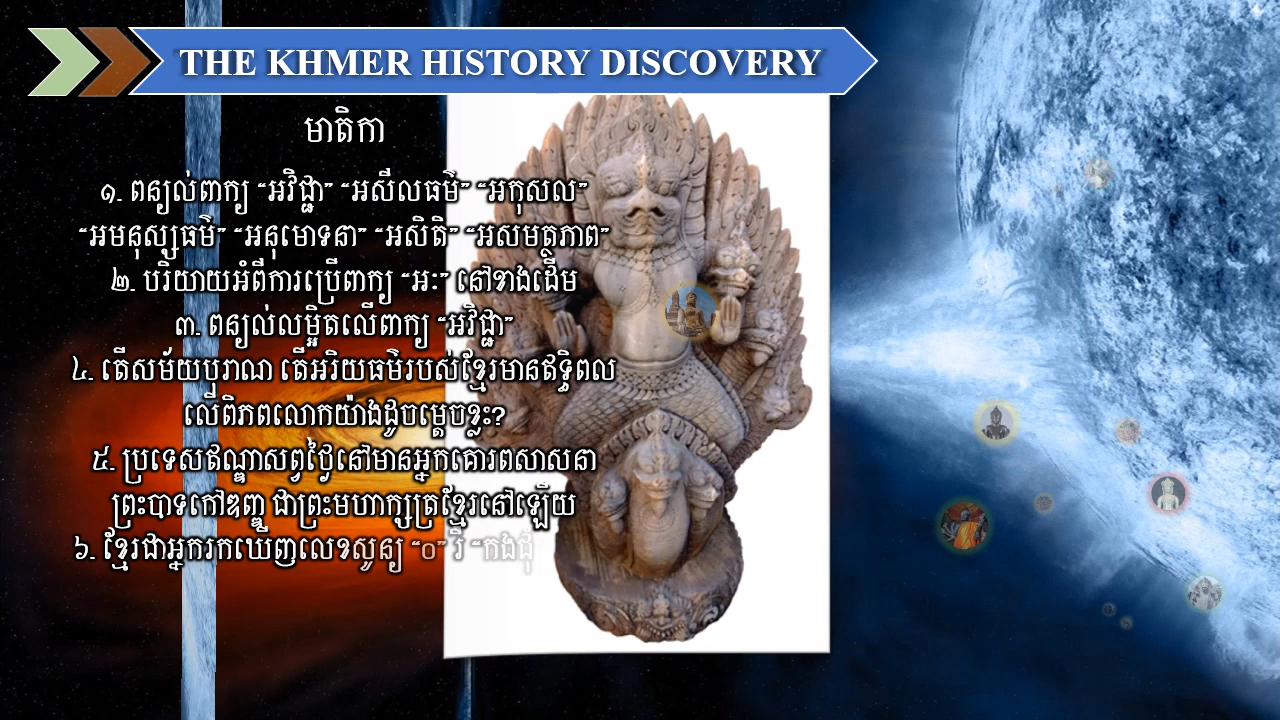 THE KHMER HISTORY DISCOVERY
មាតិកា
១. ពន្យល់ពាក្យ “អវិជ្ជា” “អសីលធម៌” “អកុសល”
“អមនុស្សធម៌” “អនុមោទនា” “អសិតិ” “អសមត្ថភាព”
២. បរិយាយអំពីការប្រើពាក្យ “អៈ” នៅខាងដើម
៣. ពន្យល់លម្អិតលើពាក្យ “អវិជ្ជា”
៤. តើសម័យបុរាណ តើអរិយធម៌របស់ខ្មែរមានឥទ្ធិពល
លើពិភពលោកយ៉ាងដូចម្ដេចខ្លះ?
៥. ប្រទេសឥណ្ឌាសព្វថ្ងៃនៅមានអ្នកគោរពសាសនា
ព្រះបាទកៅឌញ្ញ ជាព្រះមហាក្សត្រខ្មែរនៅឡើយ
៦. ខ្មែរជាអ្នករកឃើញលេខសូន្យ “០” រឺ “កងជុំ